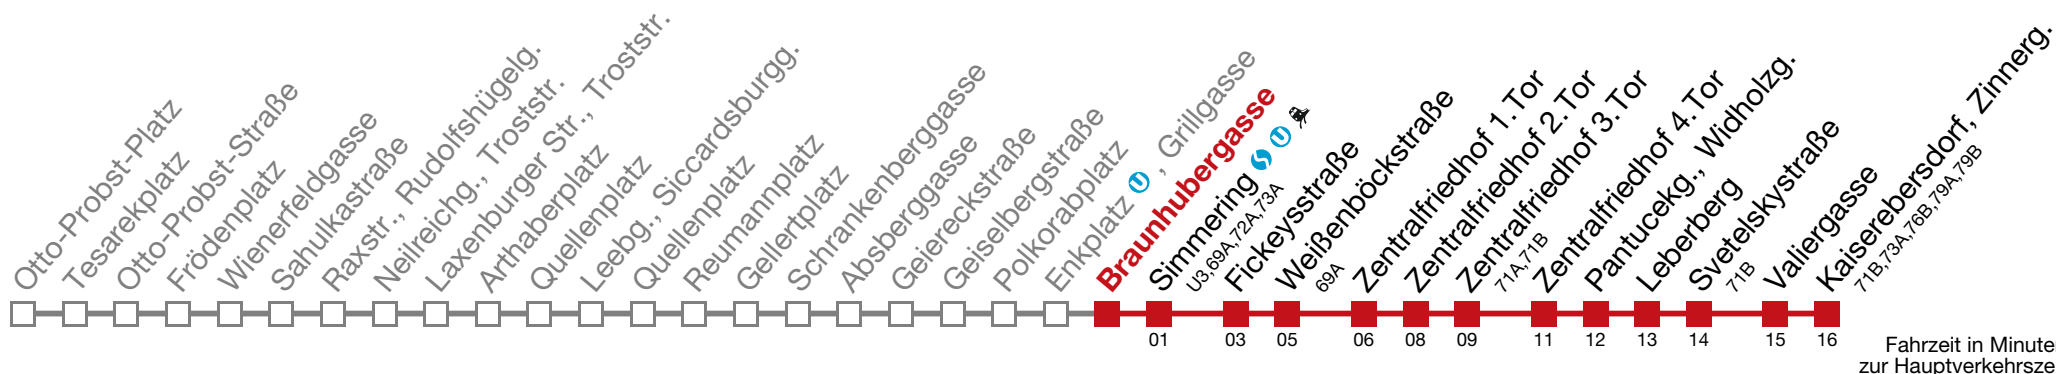 Otto-Probst-Platz
Tesarekplatz
Otto-Probst-Straße
Frödenplatz
Wienerfeldgasse
Sahulkastraße
Raxstr., Rudolfshügelg.
Neilreichg., Troststr.
Laxenburger Str., Troststr.
Arthaberplatz
Quellenplatz
Leebg., Siccardsburgg.
Quellenplatz
Reumannplatz
Gellertplatz
Schrankenberggasse
Absberggasse
Geiereckstraße
Geiselbergstraße
Polkorabplatz
Enkplatz U, Grillgasse
Braunhubergasse
Simmering S U
U3,69A,72A,73A
Fickeysstraße
Weißenböckstraße
69A
Zentralfriedhof 1.Tor
Zentralfriedhof 2.Tor
Zentralfriedhof 3.Tor
71A,71B
Zentralfriedhof 4.Tor
Pantucekg., Widholzg.
Leberberg
Svetelskystraße
71B
Valiergasse
Kaiserebersdorf, Zinnerg.
71B,73A,76B,79A,79B
01 03 05 06 08 09 11 12 13 14 15 16
Fahrzeit in Minute
zur Hauptverkehrsze